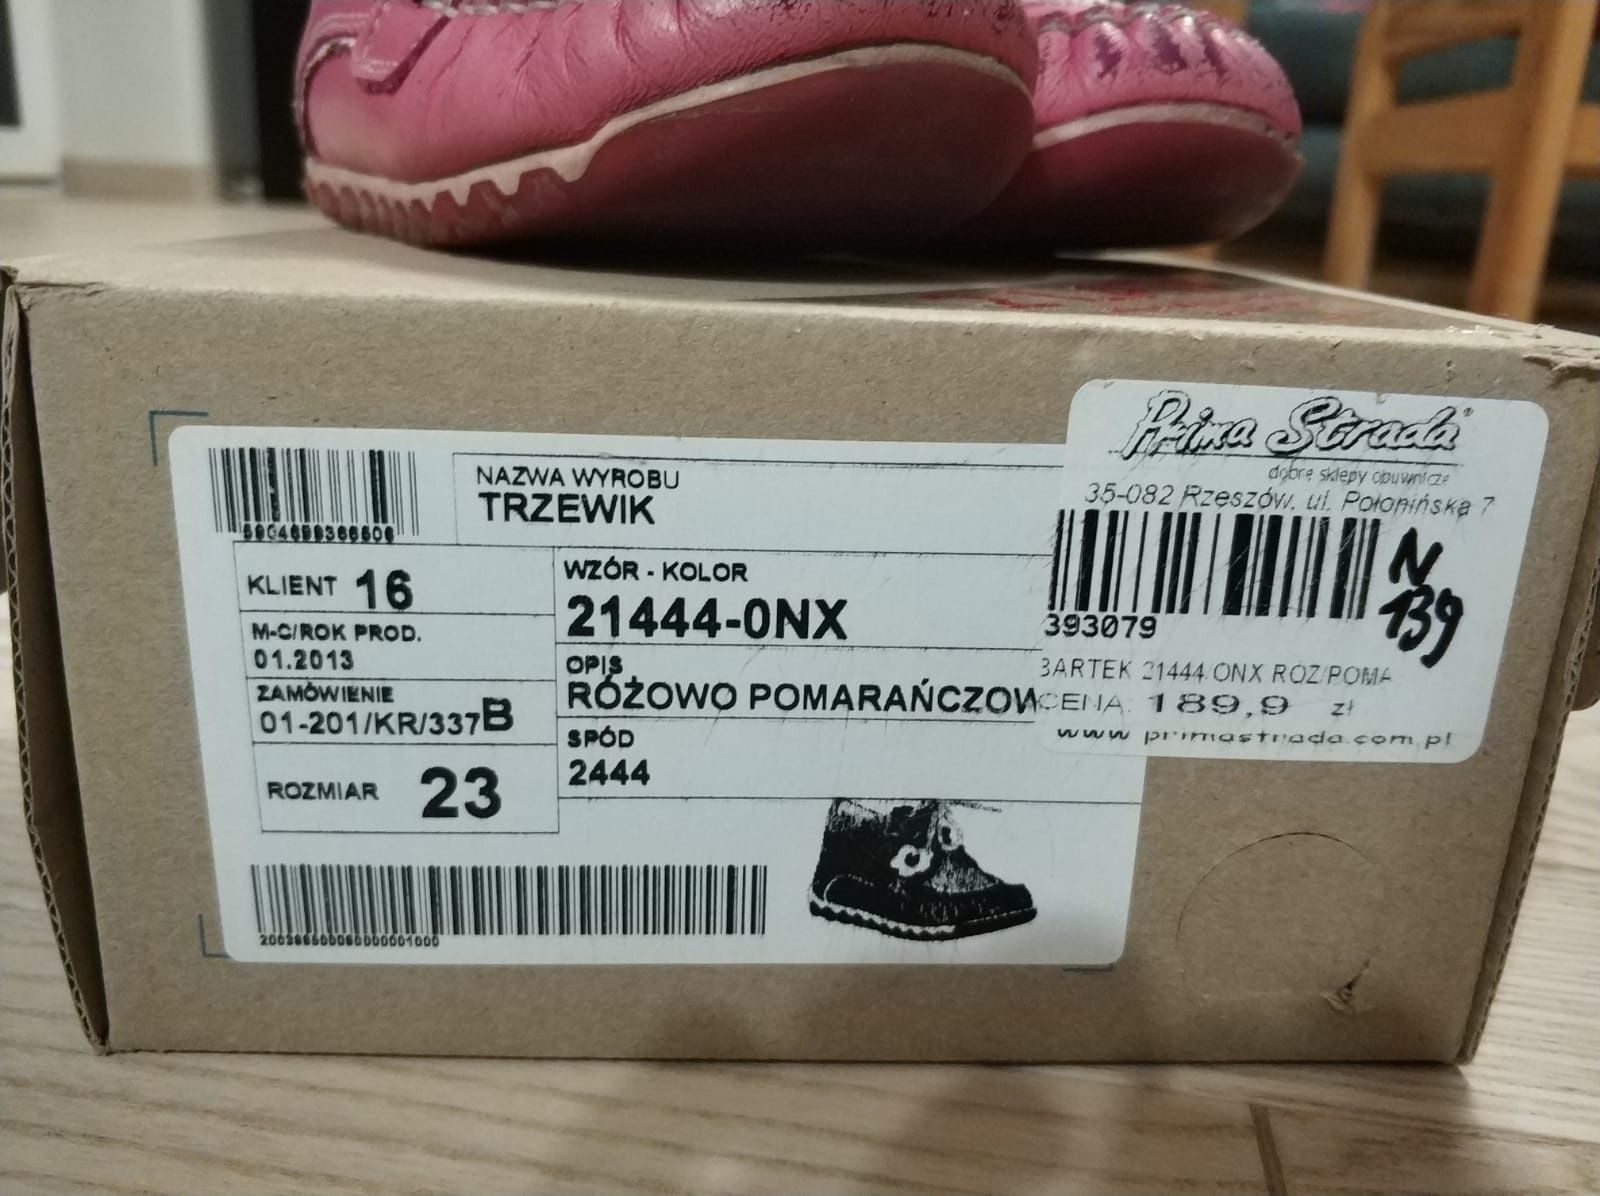 NAZWA WYROBU
TRZEWIK
KLIENT 16
M-C/ROK PROD.
01.2013
ZAMÓWIENIE
01-201/KR/337B
ROZMIAR 23
WZÓR - KOLOR
21444-0NX
OPIS
RÓŻOWO POMARAŃCZOW
SPÓD
2444
Prima Strada®
dobre sklepy obuwnicze
35-082 Rzeszów, ul. Połonińska 7
N
139
393079
BARTEK 21444 ONX RÓŻ/POMA
CENA: 189,9 zł
www.primastrada.com.pl